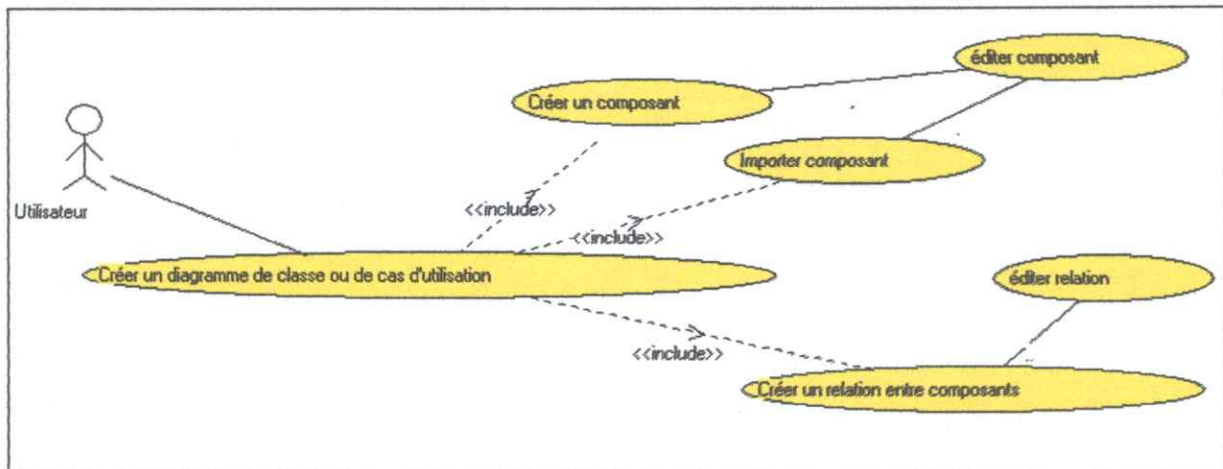 éditer composant
Créer un composant
Importer composant
Utilisateur
<<include>>
<<include>>
Créer un diagramme de classe ou de cas d'utilisation
éditer relation
<<include>>
Créer un relation entre composants